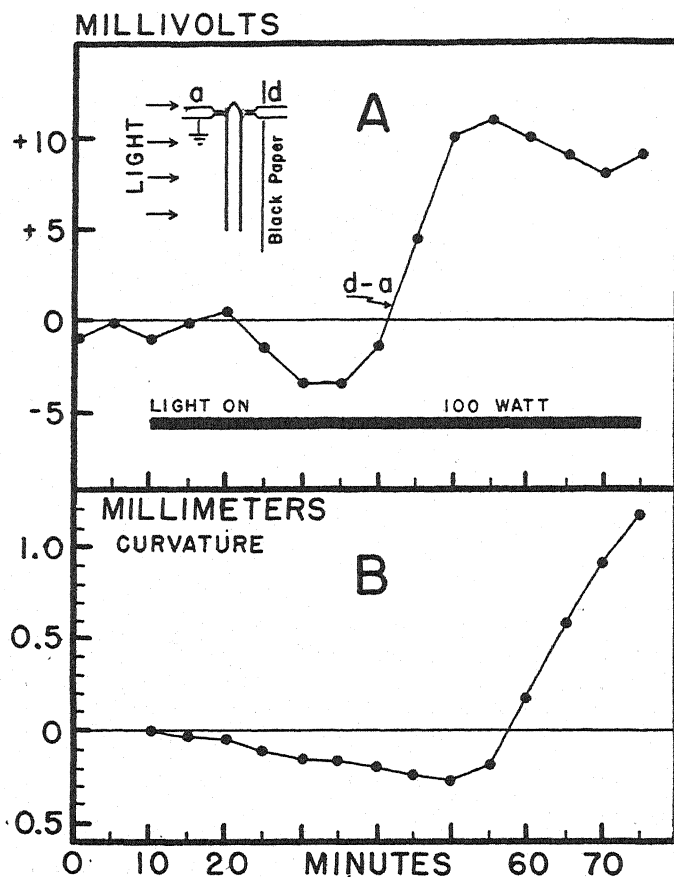 MILLIVOLTS
a d
LIGHT
Black Paper
A
+10
+5
d-a
0
-5
LIGHT ON 100 WATT
MILLIMETERS
CURVATURE
B
1.0
0.5
0
0.5
0 10 20 MINUTES 60 70